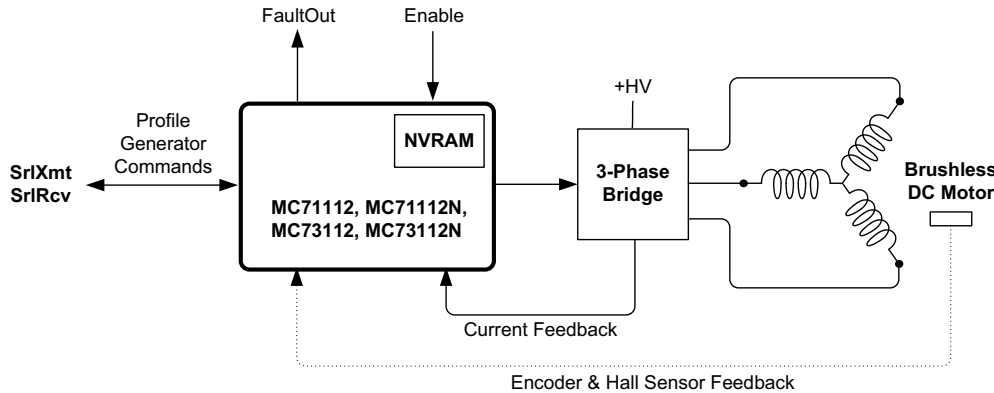 FaultOut
Enable
+HV
Profile
Generator
Commands
SrlXmt
SrlRcv
NVRAM
MC71112, MC71112N,
MC73112, MC73112N
3-Phase
Bridge
Brushless
DC Motor
Current Feedback
Encoder & Hall Sensor Feedback